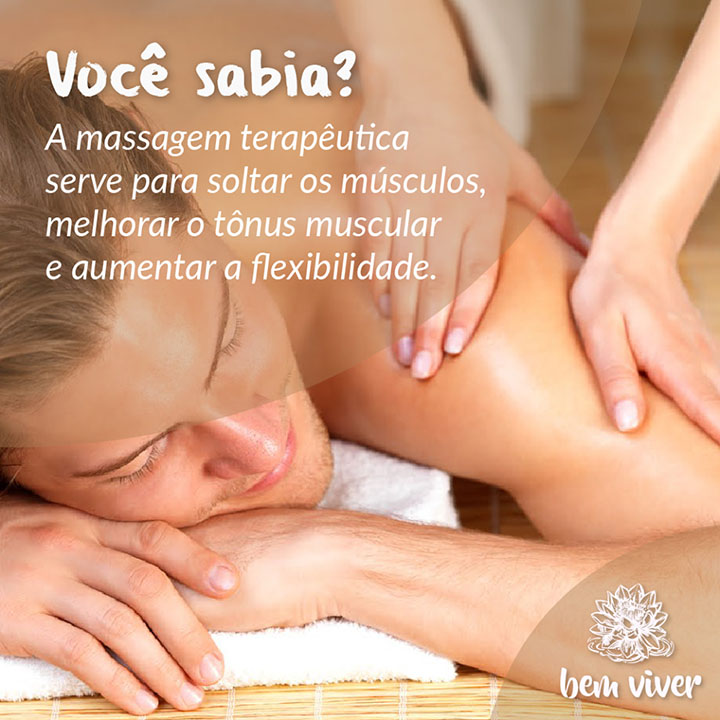 Você sabia?
A massagem terapêutica
serve para soltar os músculos,
melhorar o tônus muscular
e aumentar a flexibilidade.
bem viver